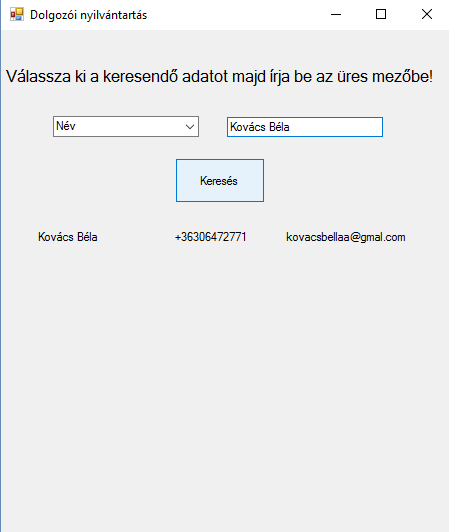 Dolgozói nyilvántartás
Válassza ki a keresendő adatot majd írja be az üres mezőbe!
Név Kovács Béla
Keresés
Kovács Béla +36306472771 kovacsbellaa@gmal.com